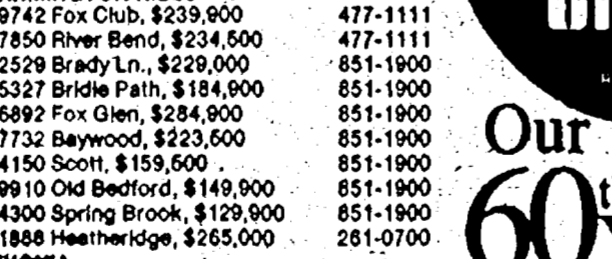 9742 Fox Club, $239,900 477-1111
7850 River Bend, $234,500 477-1111
2529 Brady Ln., $229,000 851-1900
5327 Bridle Path, $184,900 851-1900
6892 Fox Glen, $284,900 851-1900
7732 Baywood, $223,500 851-1900
4150 Scott, $159,500 851-1900
9910 Old Bedford, $149,900 851-1900
4300 Spring Brook, $129,900 851-1900
1888 Heatheridge, $265,000 261-0700
Our
60t